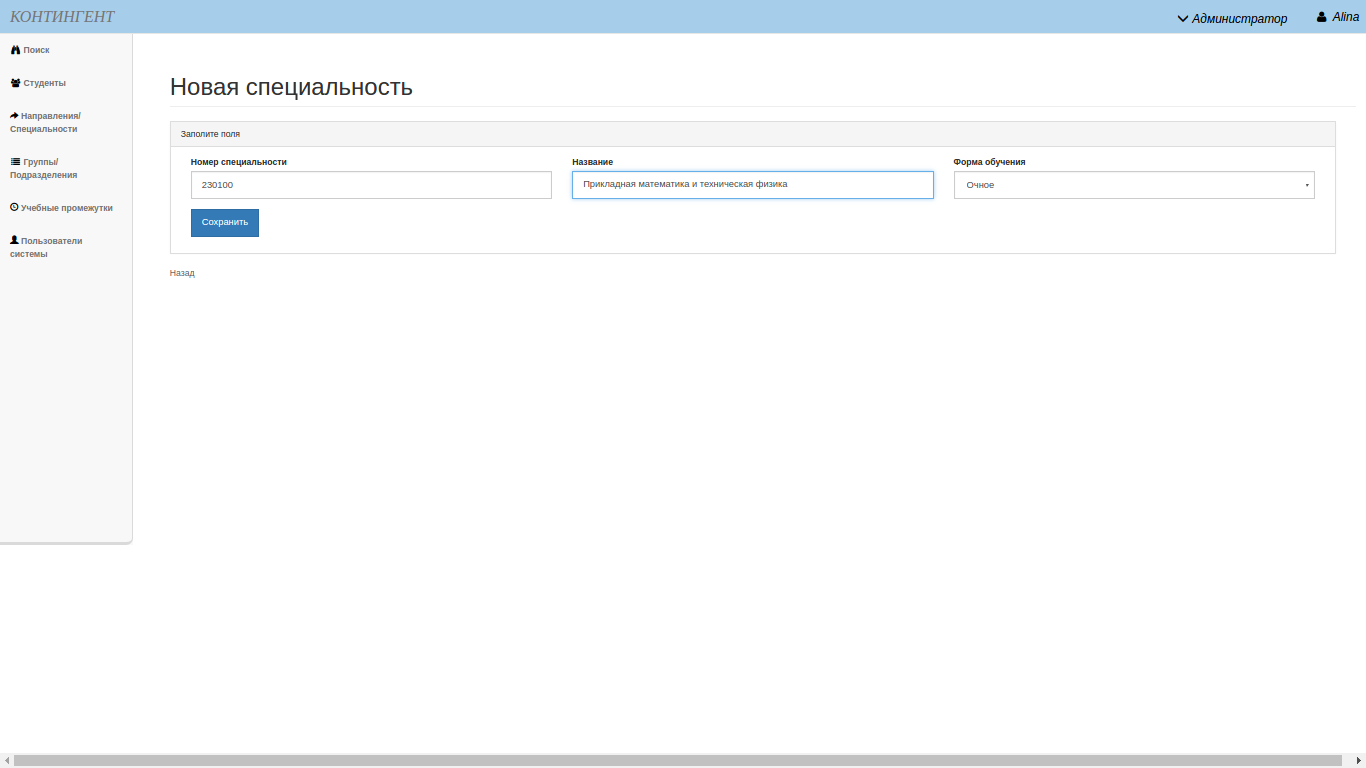 КОНТИНГЕНТ
Администратор
Alina
Поиск
Студенты
Направления/
Специальности
Группы/
Подразделения
Учебные промежутки
Пользователи
системы
Новая специальность
Заполите поля
Номер специальности
Название
Форма обучения
230100
Прикладная математика и техническая физика
Очное
Сохранить
Назад